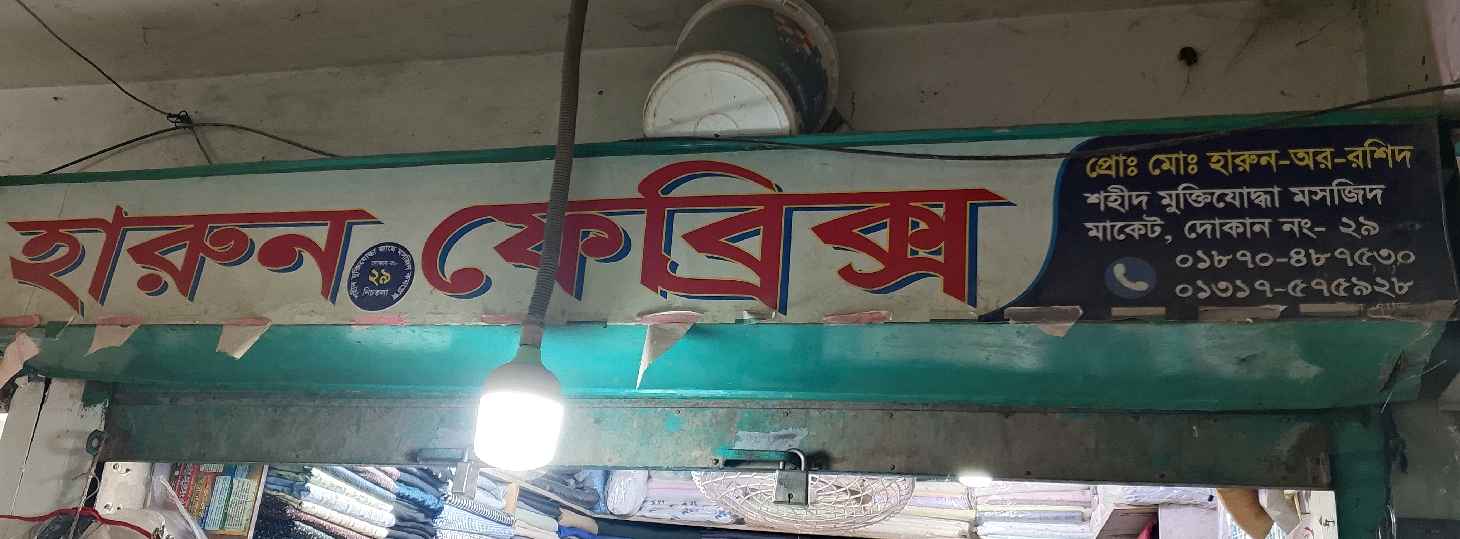 হারুন ফেব্রিক্স
২৯
প্রোঃ মোঃ হারুন-অর-রশিদ
শহীদ মুক্তিযোদ্ধা মসজিদ
মার্কেট, দোকান নং- ২৯
০১৮৭০-৪৮৭৫৩০
০১৩১৭-৫৭৫৯২৮